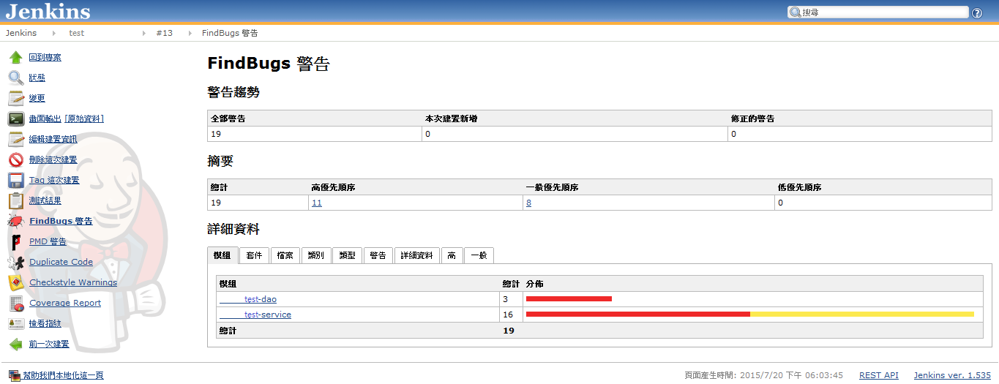 Jenkins
搜尋
Jenkins test #13 FindBugs 警告
回到專案
狀態
變更
畫面輸出 [原始資料]
編輯建置資訊
刪除這次建置
Tag 這次建置
測試結果
FindBugs 警告
PMD 警告
Duplicate Code
Checkstyle Warnings
Coverage Report
檢看指紋
前一次建置
FindBugs 警告
警告趨勢
全部警告 本次建置新增 修正的警告
19 0 0
摘要
總計 高優先順序 一般優先順序 低優先順序
19 11 8 0
詳細資料
模組 套件 檔案 類別 類型 警告 詳細資料 高 一般
模組 總計 分佈
test-dao 3
test-service 16
總計 19
幫助我們本地化這一頁
頁面產生時間: 2015/7/20 下午 06:03:45 REST API Jenkins ver. 1.535